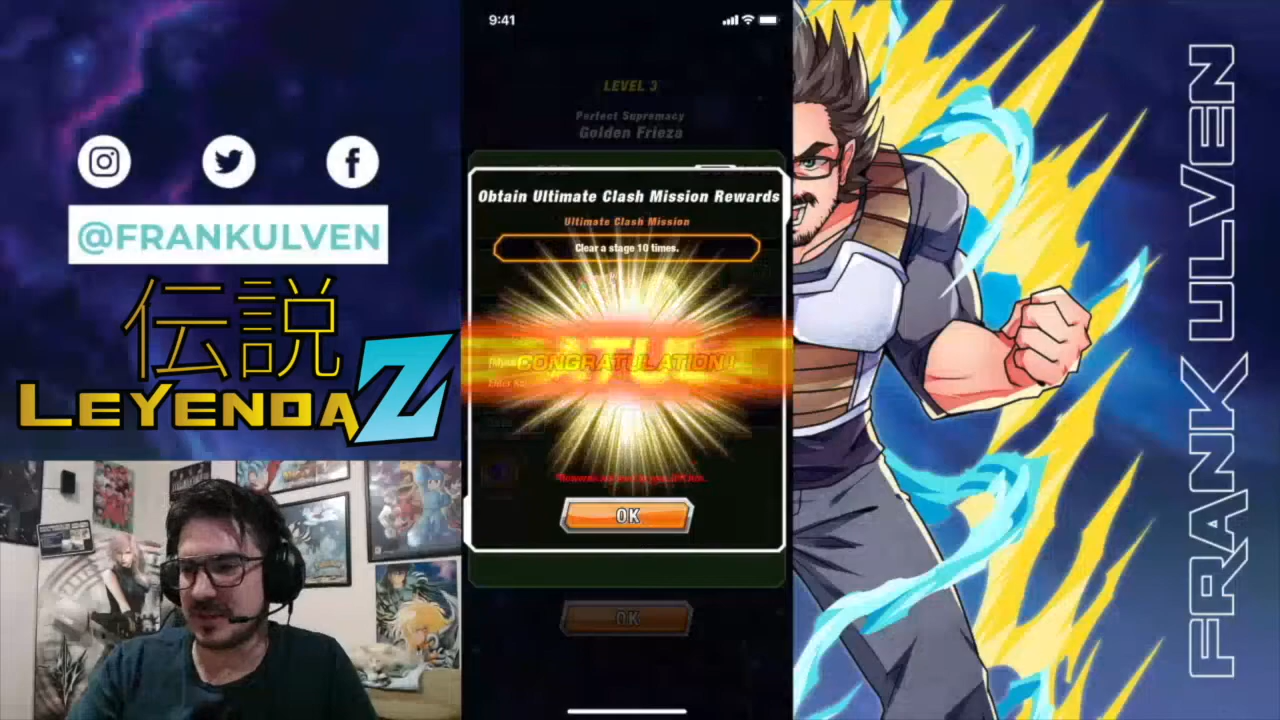 @FRANKULVEN
伝説
LEYENDA Z
9:41
LEVEL 3
Perfect Supremacy
Golden Frieza
Obtain Ultimate Clash Mission Rewards
Ultimate Clash Mission
Clear a stage 10 times.
CONGRATULATION!
OK
OK
FRANK ULVEN